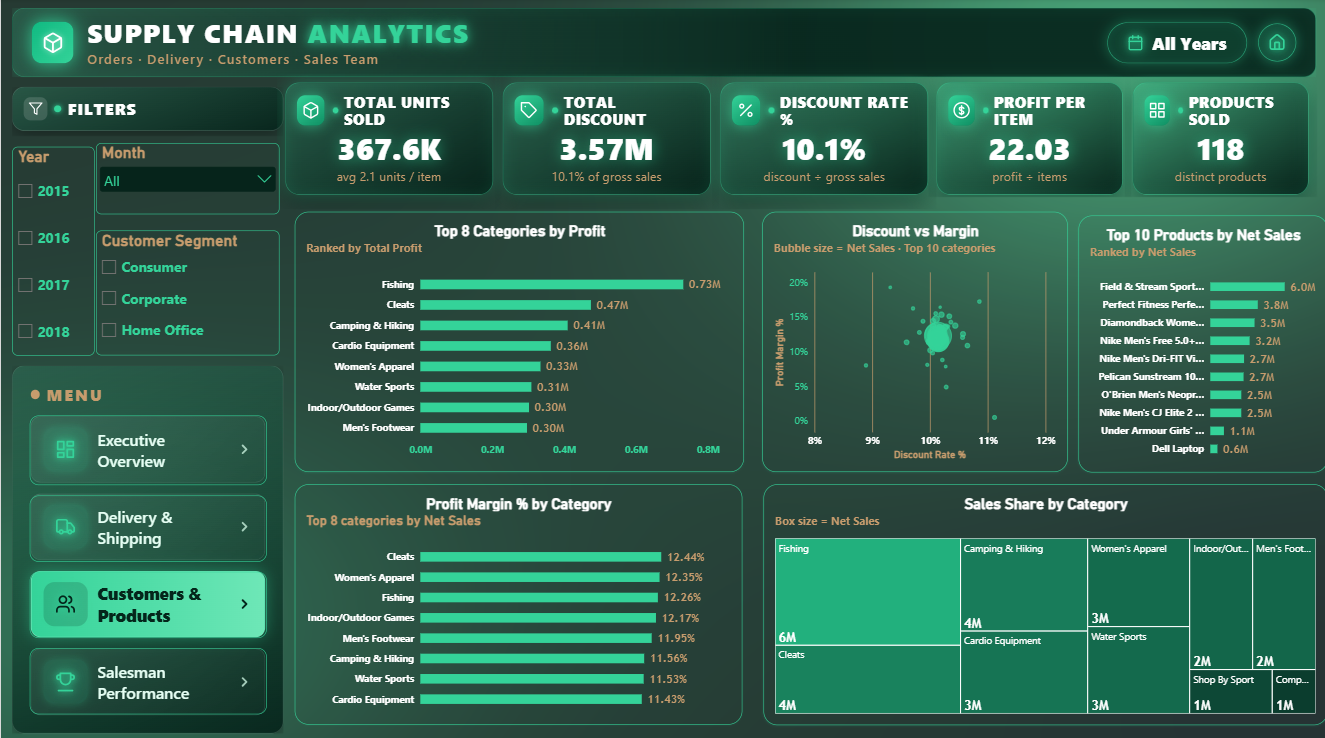 SUPPLY CHAIN ANALYTICS
Orders · Delivery · Customers · Sales Team
All Years
FILTERS
Year
2015
2016
2017
2018
Month
All
Customer Segment
Consumer
Corporate
Home Office
MENU
Executive
Overview
Delivery &
Shipping
Customers &
Products
Salesman
Performance
TOTAL UNITS
SOLD
367.6K
avg 2.1 units / item
TOTAL
DISCOUNT
3.57M
10.1% of gross sales
DISCOUNT RATE
%
10.1%
discount ÷ gross sales
PROFIT PER
ITEM
22.03
profit ÷ items
PRODUCTS
SOLD
118
distinct products
Top 8 Categories by Profit
Ranked by Total Profit
Fishing 0.73M
Cleats 0.47M
Camping & Hiking 0.41M
Cardio Equipment 0.36M
Women's Apparel 0.33M
Water Sports 0.31M
Indoor/Outdoor Games 0.30M
Men's Footwear 0.30M
0.0M 0.2M 0.4M 0.6M 0.8M
Discount vs Margin
Bubble size = Net Sales · Top 10 categories
Profit Margin %
20%
15%
10%
5%
0%
8% 9% 10% 11% 12%
Discount Rate %
Top 10 Products by Net Sales
Ranked by Net Sales
Field & Stream Sport... 6.0M
Perfect Fitness Perfe... 3.8M
Diamondback Wome... 3.5M
Nike Men's Free 5.0+... 3.2M
Nike Men's Dri-FIT Vi... 2.7M
Pelican Sunstream 10... 2.7M
O'Brien Men's Neopr... 2.5M
Nike Men's CJ Elite 2 ... 2.5M
Under Armour Girls' ... 1.1M
Dell Laptop 0.6M
Profit Margin % by Category
Top 8 categories by Net Sales
Cleats 12.44%
Women's Apparel 12.35%
Fishing 12.26%
Indoor/Outdoor Games 12.17%
Men's Footwear 11.95%
Camping & Hiking 11.56%
Water Sports 11.53%
Cardio Equipment 11.43%
Sales Share by Category
Box size = Net Sales
Fishing
6M
Cleats
4M
Camping & Hiking
4M
Cardio Equipment
3M
Women's Apparel
3M
Water Sports
3M
Indoor/Out...
2M
Men's Foot...
2M
Shop By Sport
1M
Comp...
1M